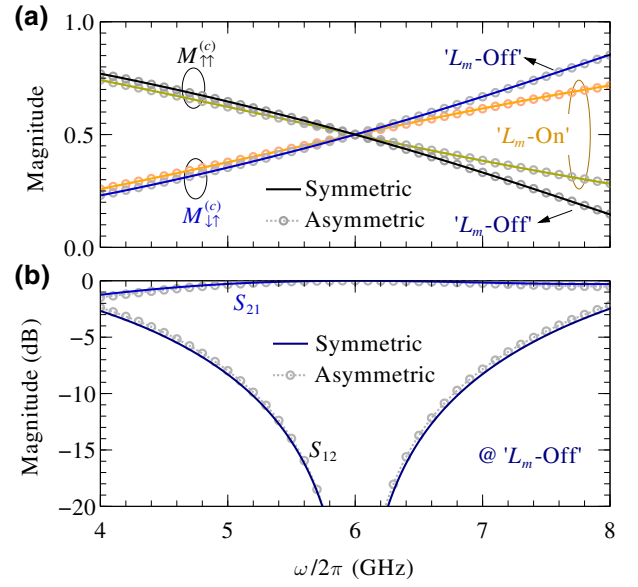 (a)
1.0
M↑↑(c)
'Lm-Off'
'Lm-On'
0.5
Magnitude
Symmetric
Asymmetric
M↓↑(c)
'Lm-Off'
0.0
(b)
0
S21
−5
Symmetric
Asymmetric
−10
Magnitude (dB)
−15
S12
@ 'Lm-Off'
−20
4 5 6 7 8
ω/2π (GHz)